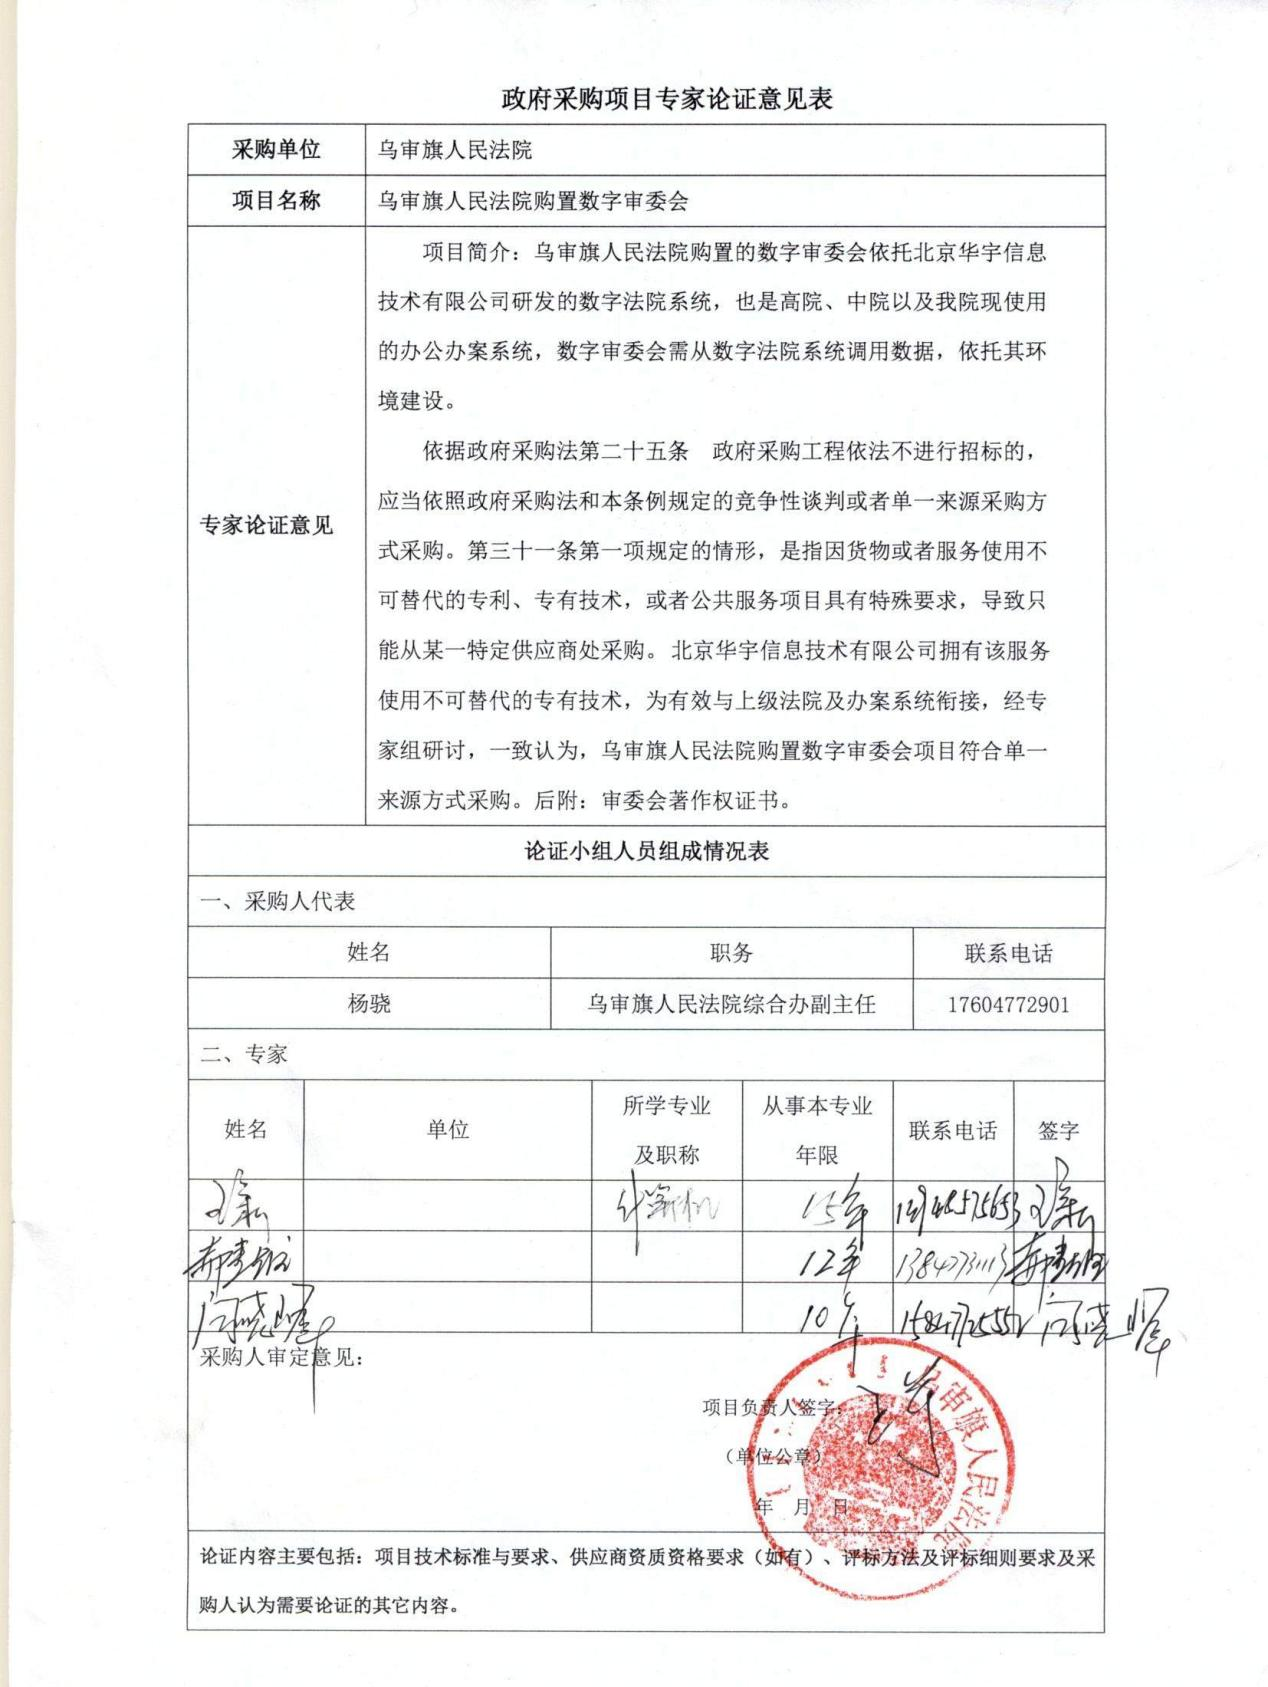 政府采购项目专家论证意见表
采购单位
乌审旗人民法院
项目名称
乌审旗人民法院购置数字审委会
专家论证意见
项目简介：乌审旗人民法院购置的数字审委会依托北京华宇信息
技术有限公司研发的数字法院系统，也是高院、中院以及我院现使用
的办公办案系统，数字审委会需从数字法院系统调用数据，依托其环
境建设。
依据政府采购法第二十五条　政府采购工程依法不进行招标的，
应当依照政府采购法和本条例规定的竞争性谈判或者单一来源采购方
式采购。第三十一条第一项规定的情形，是指因货物或者服务使用不
可替代的专利、专有技术，或者公共服务项目具有特殊要求，导致只
能从某一特定供应商处采购。北京华宇信息技术有限公司拥有该服务
使用不可替代的专有技术，为有效与上级法院及办案系统衔接，经专
家组研讨，一致认为，乌审旗人民法院购置数字审委会项目符合单一
来源方式采购。后附：审委会著作权证书。
论证小组人员组成情况表
一、采购人代表
姓名 职务 联系电话
杨骁 乌审旗人民法院综合办副主任 17604772901
二、专家
姓名 单位 所学专业及职称 从事本专业年限 联系电话 签字
计算机 15年
12年
10年
采购人审定意见：
项目负责人签字：
（单位公章）
年 月 日
乌审旗人民法院
论证内容主要包括：项目技术标准与要求、供应商资质资格要求（如有）、评标方法及评标细则要求及采
购人认为需要论证的其它内容。